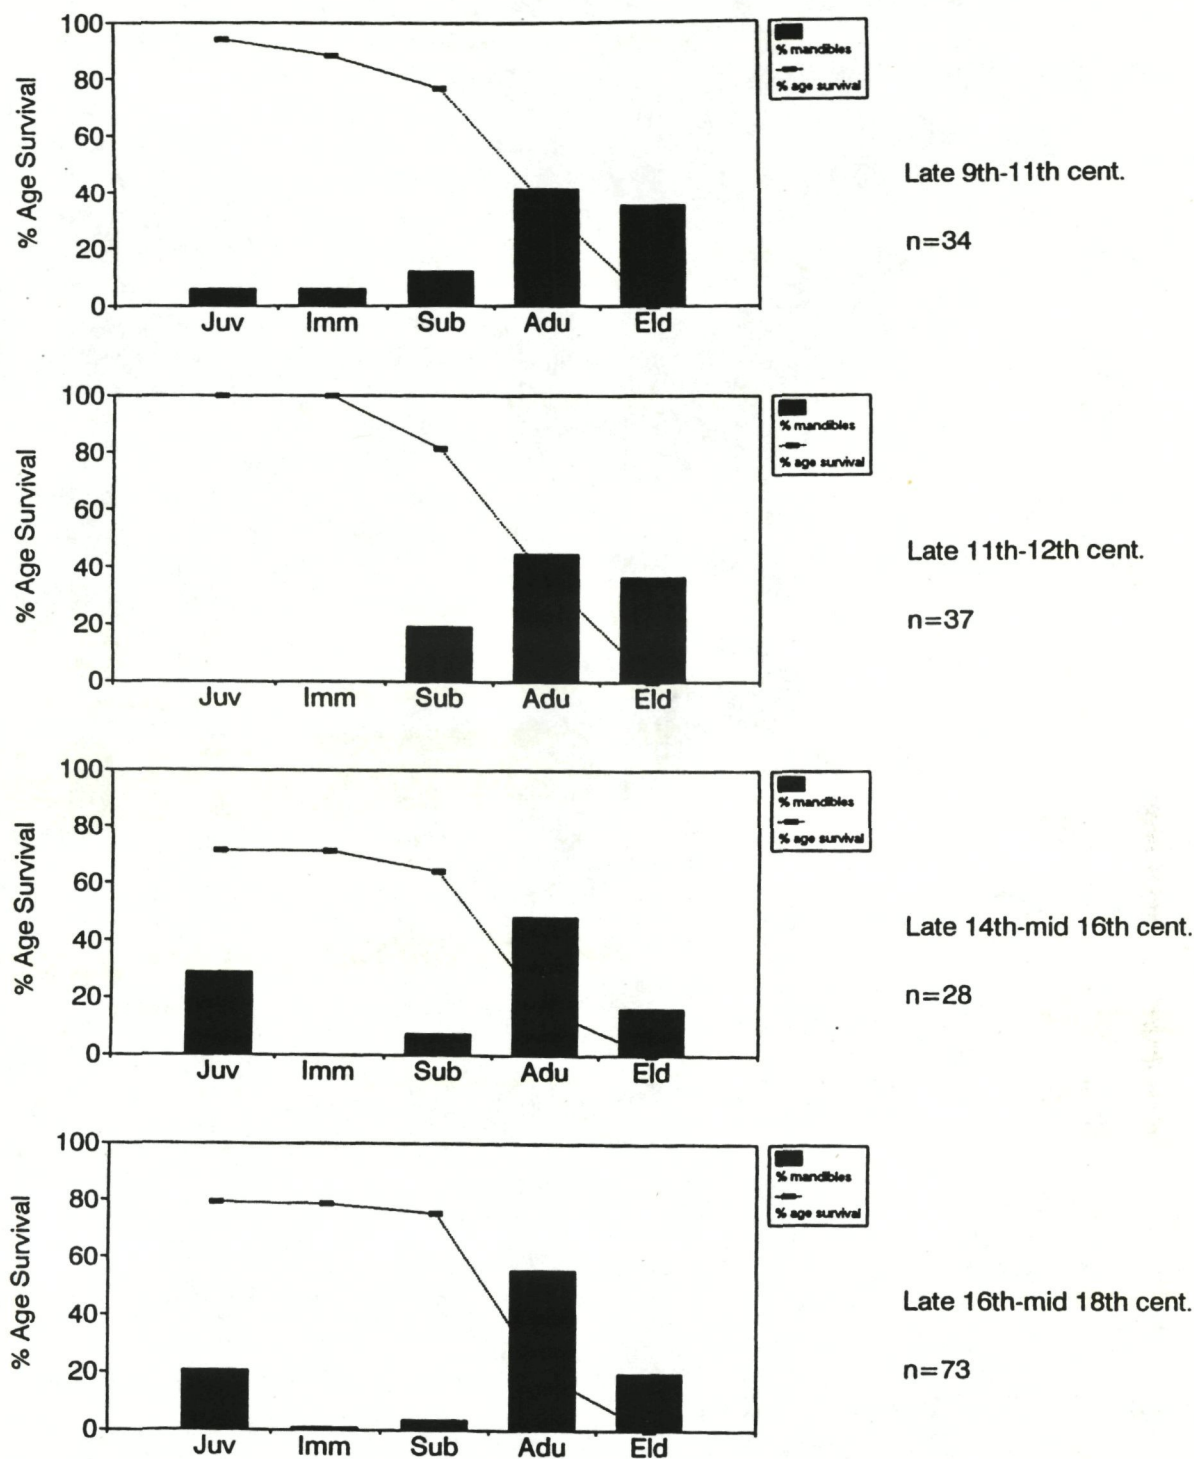 % Age Survival
100
80
60
40
20
0
Juv Imm Sub Adu Eld
% mandibles
% age survival
Late 9th-11th cent.
n=34
% Age Survival
100
80
60
40
20
0
Juv Imm Sub Adu Eld
% mandibles
% age survival
Late 11th-12th cent.
n=37
% Age Survival
100
80
60
40
20
0
Juv Imm Sub Adu Eld
% mandibles
% age survival
Late 14th-mid 16th cent.
n=28
% Age Survival
100
80
60
40
20
0
Juv Imm Sub Adu Eld
% mandibles
% age survival
Late 16th-mid 18th cent.
n=73